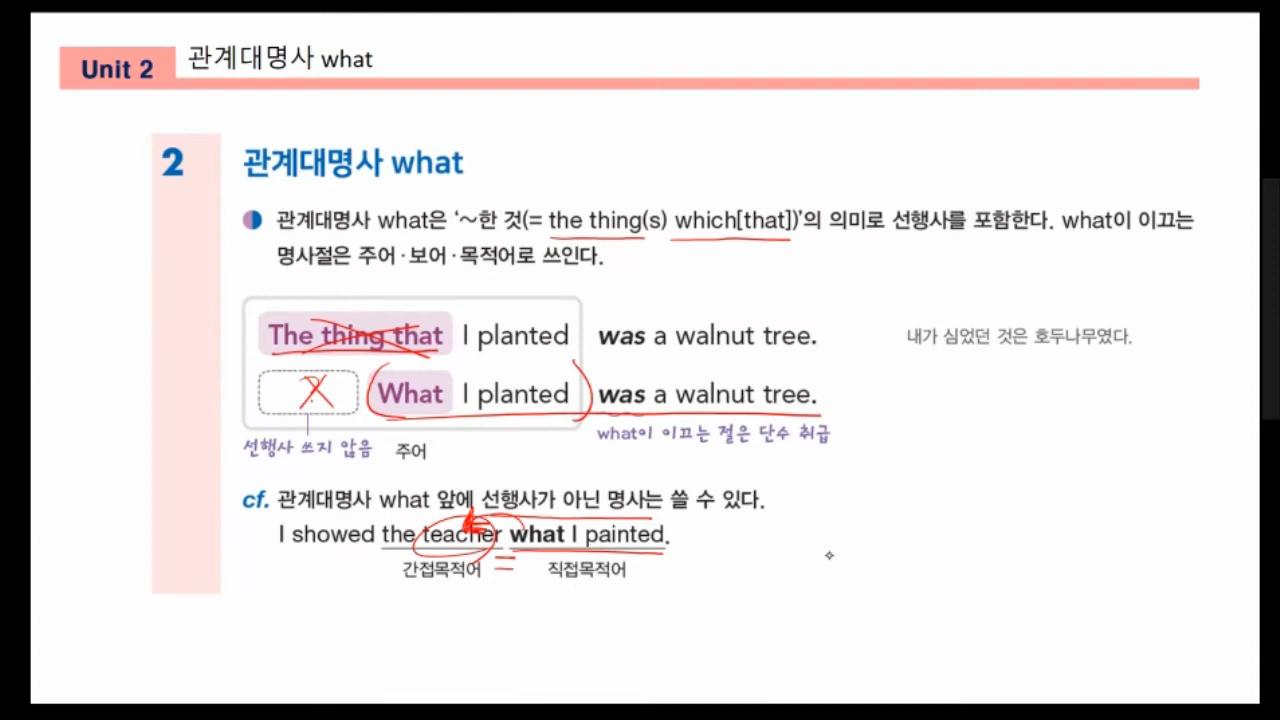 Unit 2 관계대명사 what
2 관계대명사 what
관계대명사 what은 ‘～한 것(= the thing(s) which[that])’의 의미로 선행사를 포함한다. what이 이끄는
명사절은 주어·보어·목적어로 쓰인다.
The thing that I planted was a walnut tree. 내가 심었던 것은 호두나무였다.
What I planted was a walnut tree.
선행사 쓰지 않음 주어 what이 이끄는 절은 단수 취급
cf. 관계대명사 what 앞에 선행사가 아닌 명사는 쓸 수 있다.
I showed the teacher what I painted.
간접목적어 직접목적어